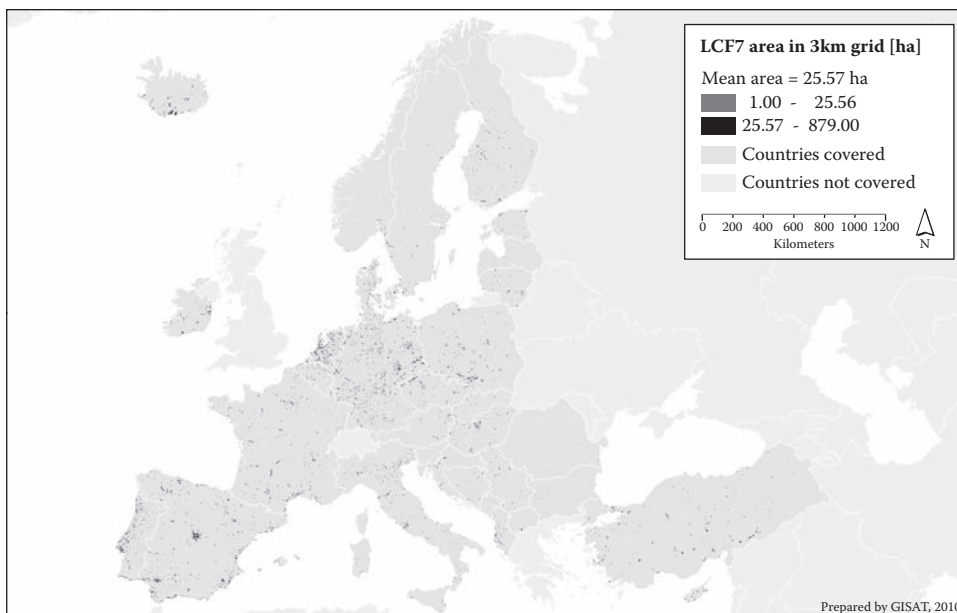 LCF7 area in 3km grid [ha]
Mean area = 25.57 ha
1.00 - 25.56
25.57 - 879.00
Countries covered
Countries not covered
0 200 400 600 800 1000 1200
Kilometers
N
Prepared by GISAT, 2010